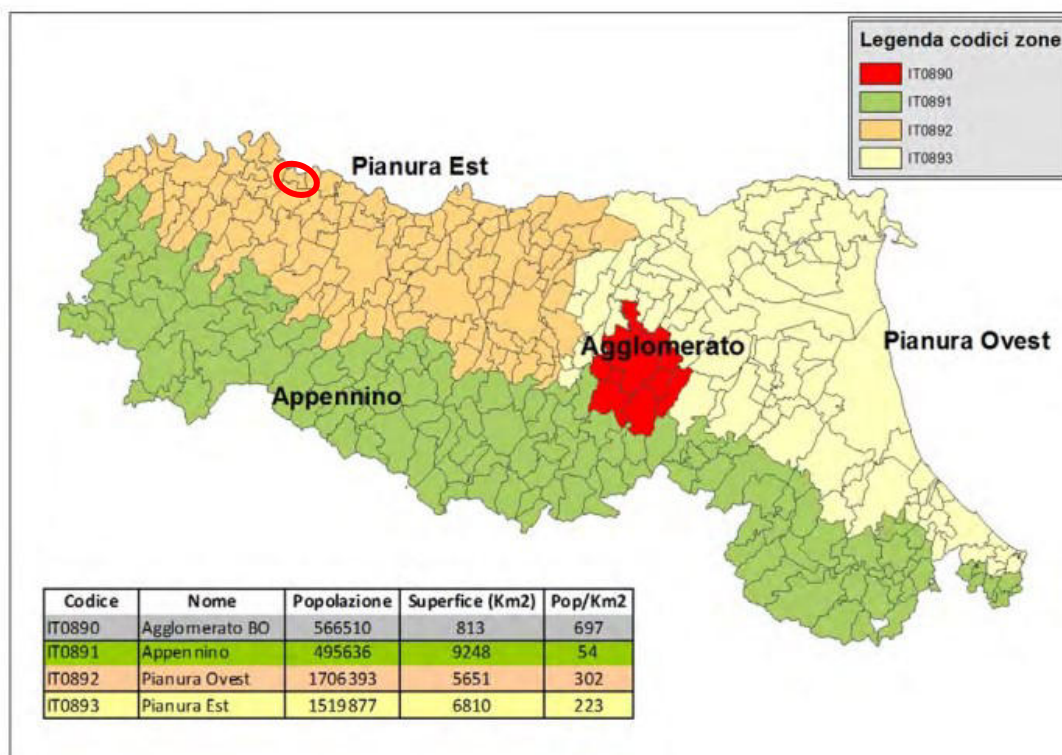 Legenda codici zone
IT0890
IT0891
IT0892
IT0893
Pianura Est
Agglomerato
Pianura Ovest
Appennino
Codice Nome Popolazione Superfice (Km2) Pop/Km2
IT0890 Agglomerato BO 566510 813 697
IT0891 Appennino 495636 9248 54
IT0892 Pianura Ovest 1706393 5651 302
IT0893 Pianura Est 1519877 6810 223